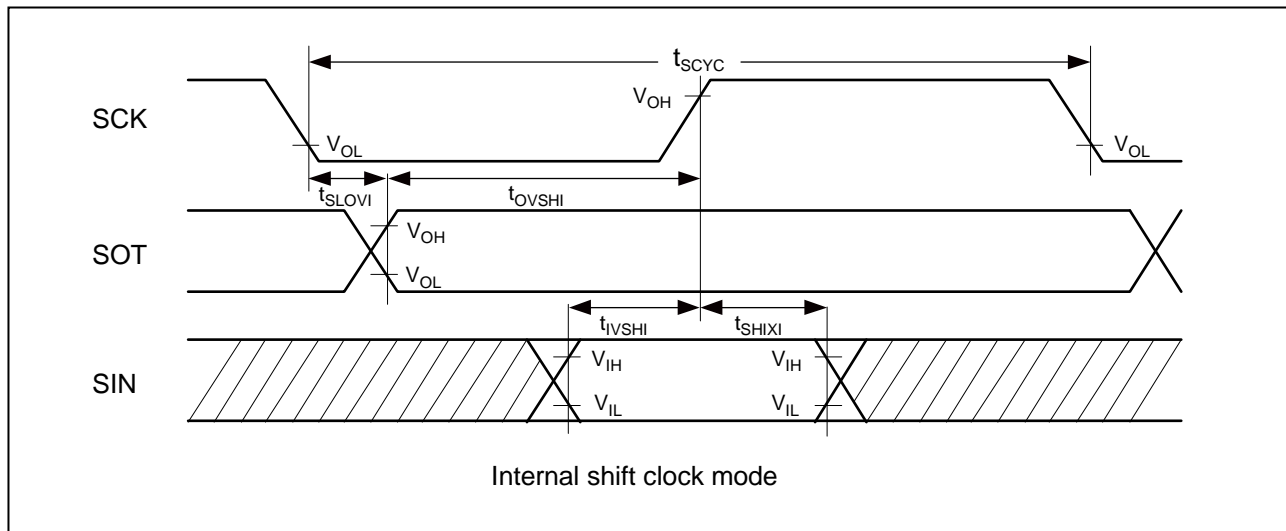 tSCYC
SCK
VOH
VOL
VOL
tSLOVI
tOVSHI
SOT
VOH
VOL
tIVSHI
tSHIXI
SIN
VIH
VIH
VIL
VIL
Internal shift clock mode